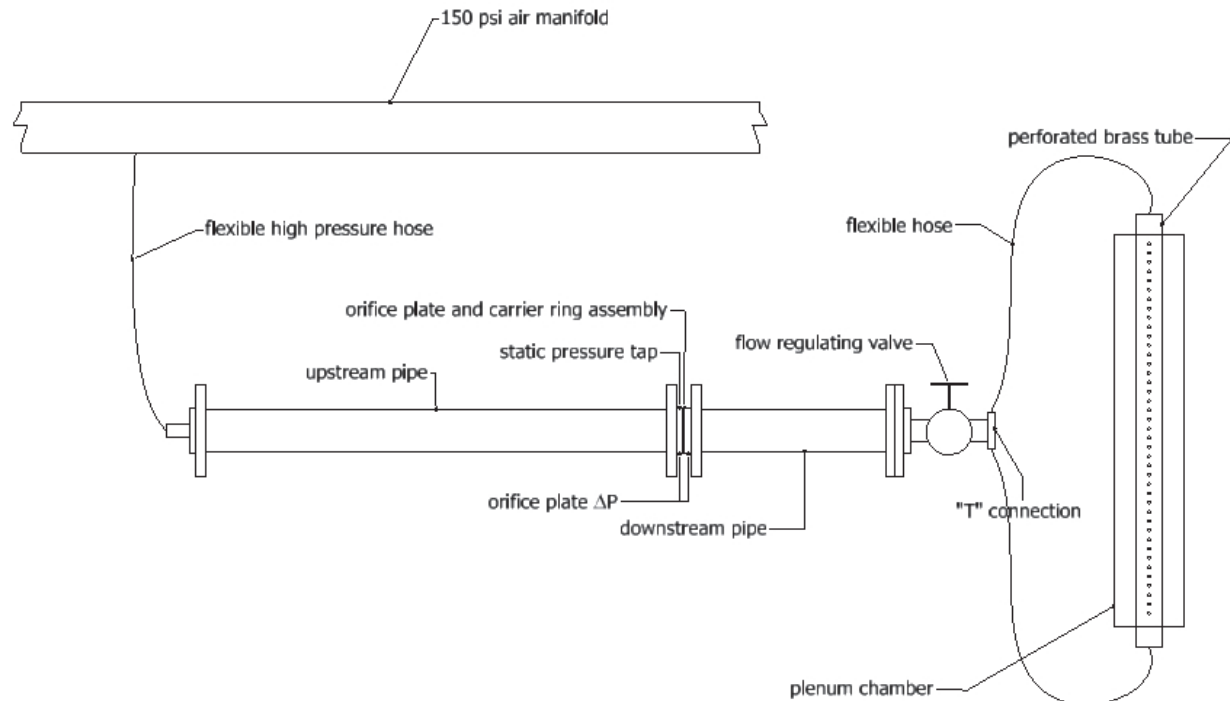 150 psi air manifold
perforated brass tube
flexible high pressure hose
flexible hose
orifice plate and carrier ring assembly
static pressure tap
flow regulating valve
upstream pipe
orifice plate ΔP
"T" connection
downstream pipe
plenum chamber